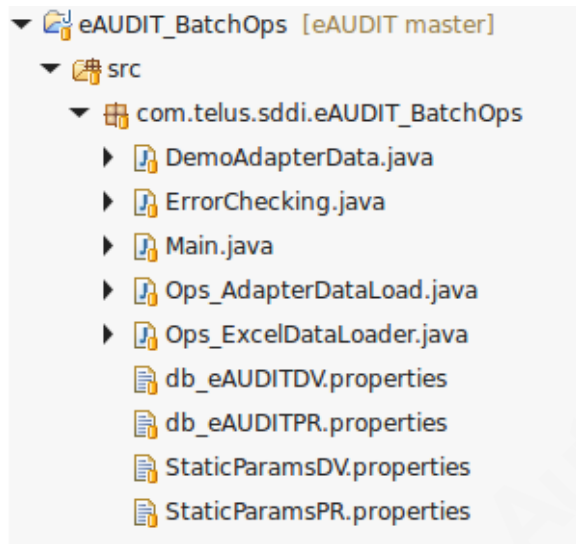 eAUDIT_BatchOps [eAUDIT master]
src
com.telus.sddi.eAUDIT_BatchOps
DemoAdapterData.java
ErrorChecking.java
Main.java
Ops_AdapterDataLoad.java
Ops_ExcelDataLoader.java
db_eAUDITDV.properties
db_eAUDITPR.properties
StaticParamsDV.properties
StaticParamsPR.properties